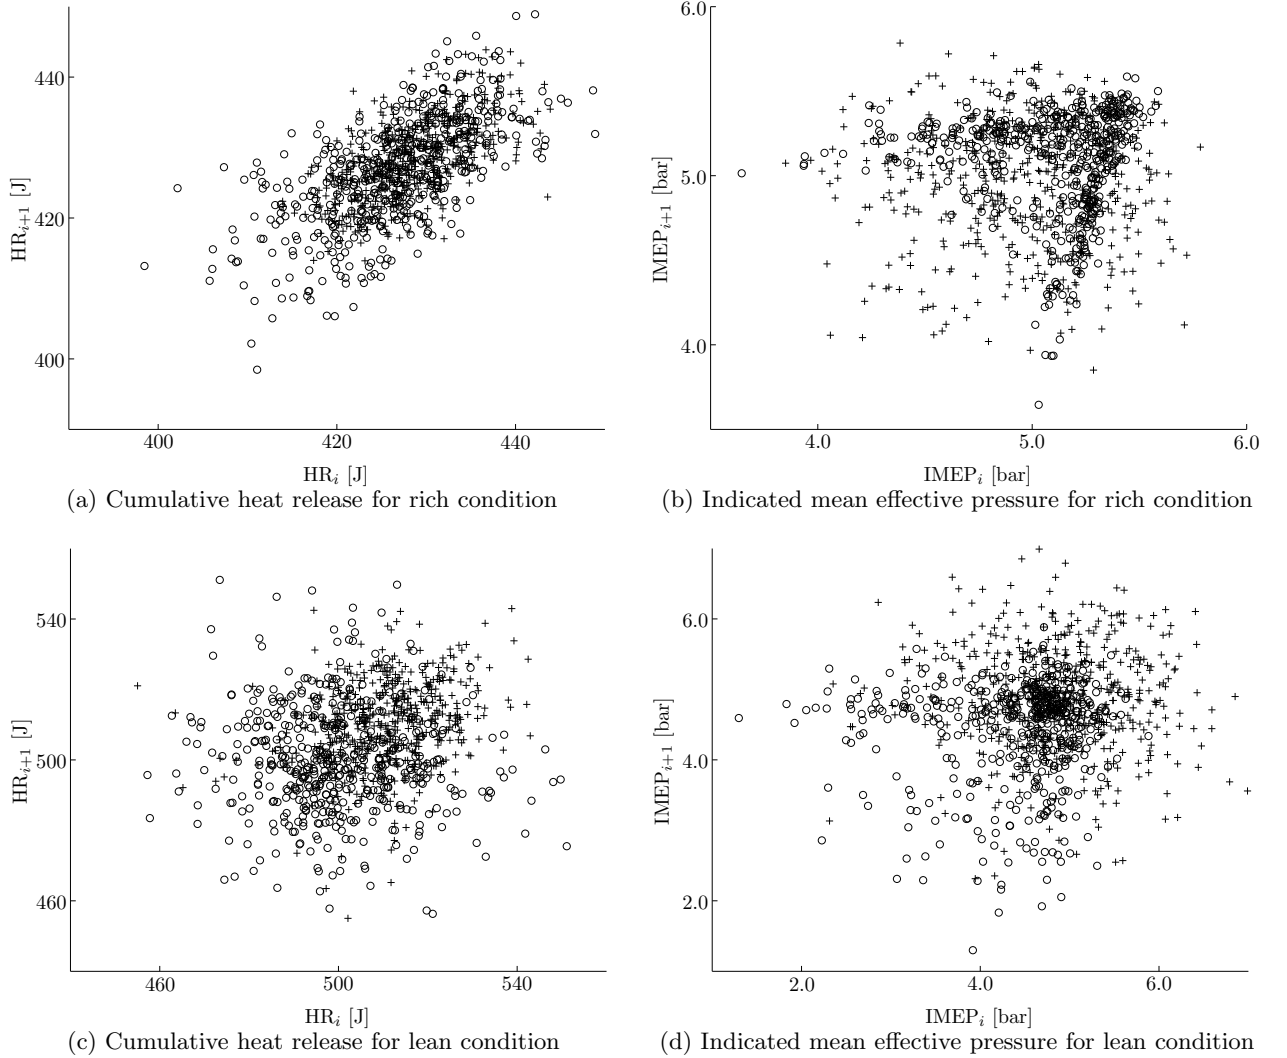 440
420
400
HR_{i+1} [J]
400 420 440
HR_i [J]
(a) Cumulative heat release for rich condition
6.0
5.0
4.0
IMEP_{i+1} [bar]
4.0 5.0 6.0
IMEP_i [bar]
(b) Indicated mean effective pressure for rich condition
540
500
460
HR_{i+1} [J]
460 500 540
HR_i [J]
(c) Cumulative heat release for lean condition
6.0
4.0
2.0
IMEP_{i+1} [bar]
2.0 4.0 6.0
IMEP_i [bar]
(d) Indicated mean effective pressure for lean condition